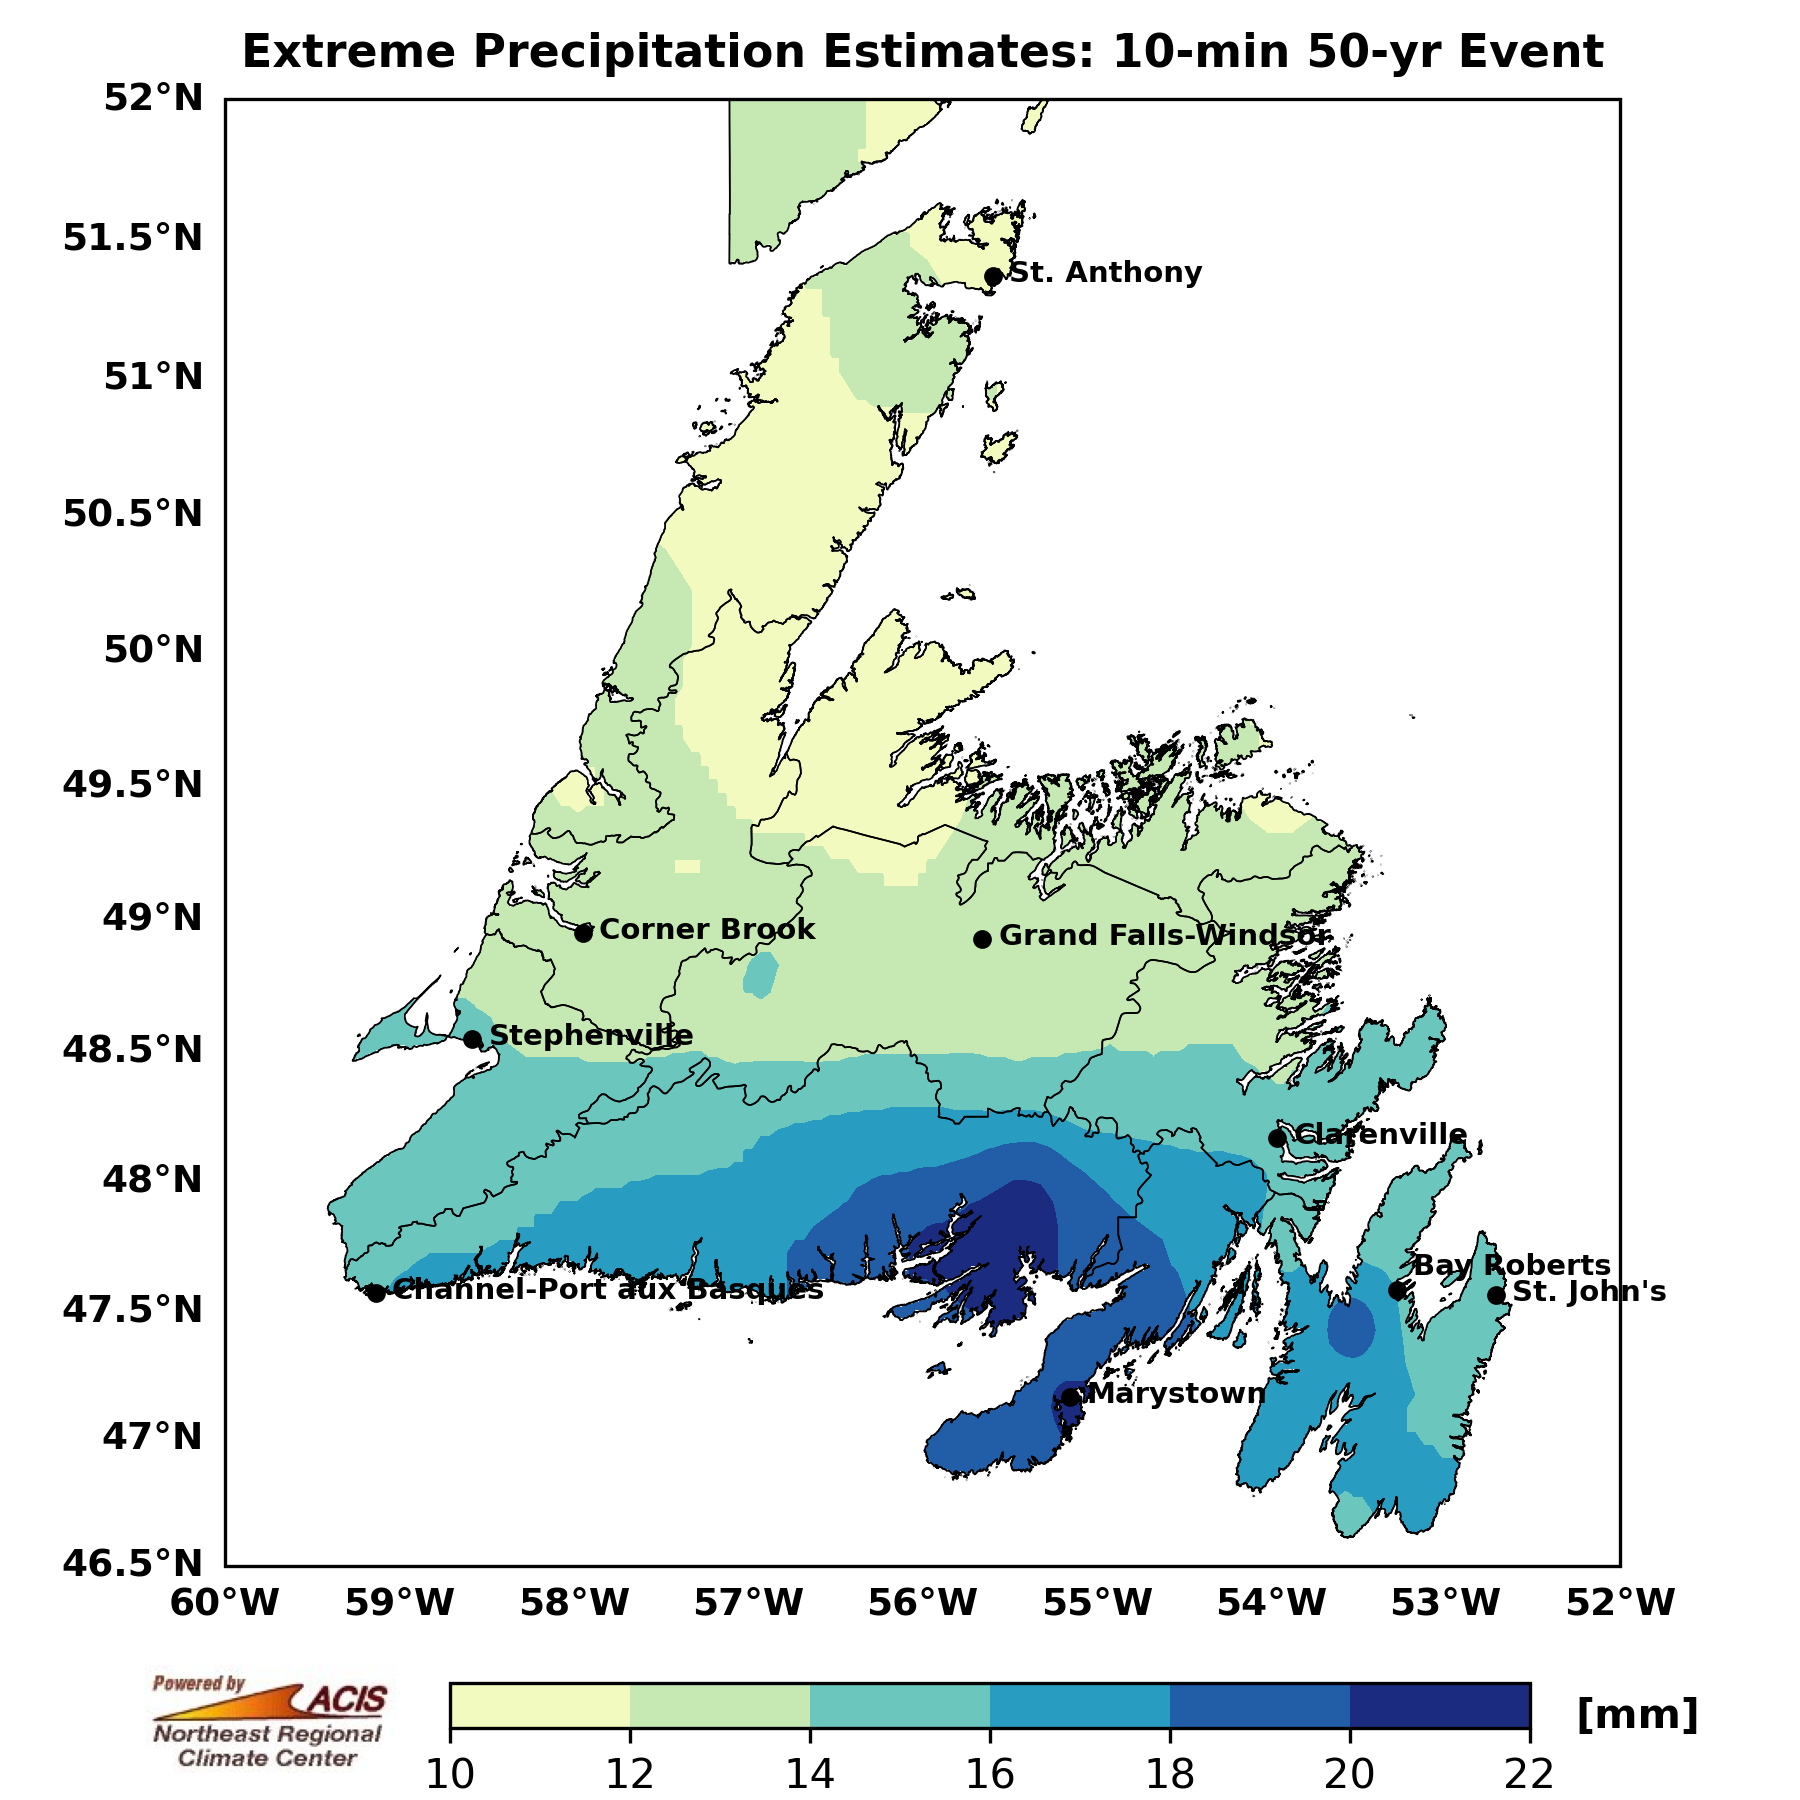 Extreme Precipitation Estimates: 10-min 50-yr Event
52°N
51.5°N
St. Anthony
51°N
50.5°N
50°N
49.5°N
49°N
Corner Brook
Grand Falls-Windsor
48.5°N
Stephenville
Clarenville
48°N
Bay Roberts
47.5°N
Channel-Port aux Basques
St. John's
Marystown
47°N
46.5°N
60°W 59°W 58°W 57°W 56°W 55°W 54°W 53°W 52°W
Powered by
ACIS
Northeast Regional
Climate Center
[mm]
10 12 14 16 18 20 22